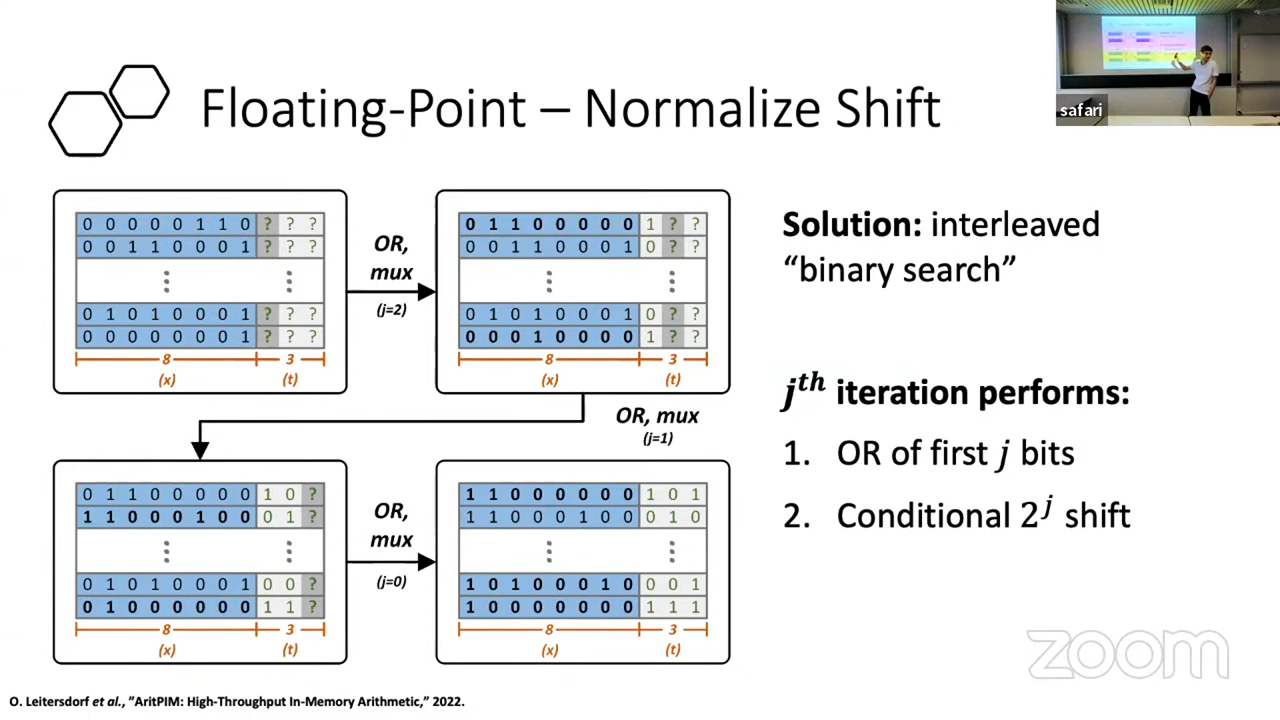 safari
Floating-Point – Normalize Shift
0 0 0 0 0 1 1 0 ? ? ?
0 0 1 1 0 0 0 1 ? ? ?
⋮ ⋮
0 1 0 1 0 0 0 1 ? ? ?
0 0 0 0 0 0 0 1 ? ? ?
8 3
(x) (t)
OR,
mux
(j=2)
0 1 1 0 0 0 0 0 1 ? ?
0 0 1 1 0 0 0 1 0 ? ?
⋮ ⋮
0 1 0 1 0 0 0 1 0 ? ?
0 0 0 1 0 0 0 0 1 ? ?
8 3
(x) (t)
OR, mux
(j=1)
0 1 1 0 0 0 0 0 1 0 ?
1 1 0 0 0 1 0 0 0 1 ?
⋮ ⋮
0 1 0 1 0 0 0 1 0 0 ?
0 1 0 0 0 0 0 0 1 1 ?
8 3
(x) (t)
OR,
mux
(j=0)
1 1 0 0 0 0 0 0 1 0 1
1 1 0 0 0 1 0 0 0 1 0
⋮ ⋮
1 0 1 0 0 0 1 0 0 0 1
1 0 0 0 0 0 0 0 1 1 1
8 3
(x) (t)
Solution: interleaved
“binary search”
jᵗʰ iteration performs:
1. OR of first j bits
2. Conditional 2ʲ shift
zoom
O. Leitersdorf et al., ”AritPIM: High-Throughput In-Memory Arithmetic,” 2022.